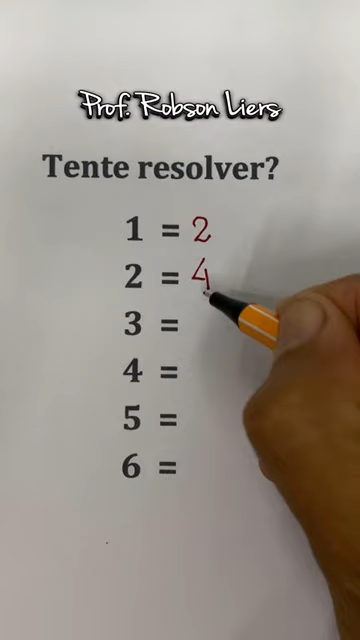 Prof. Robson Liers
Tente resolver?
1 = 2
2 = 4
3 =
4 =
5 =
6 =